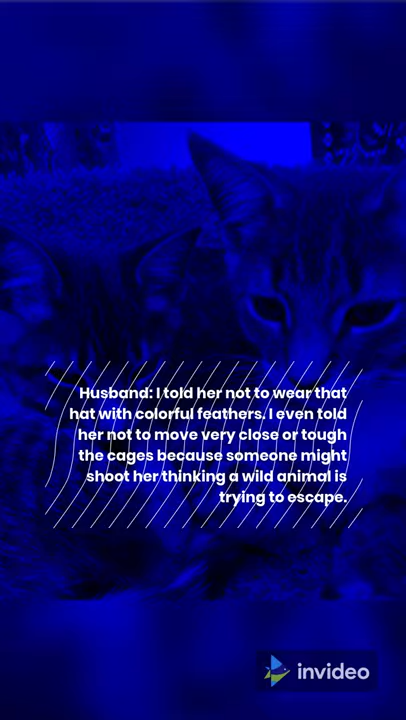 Husband: I told her not to wear that
hat with colorful feathers. I even told
her not to move very close or tough
the cages because someone might
shoot her thinking a wild animal is
trying to escape.
invideo